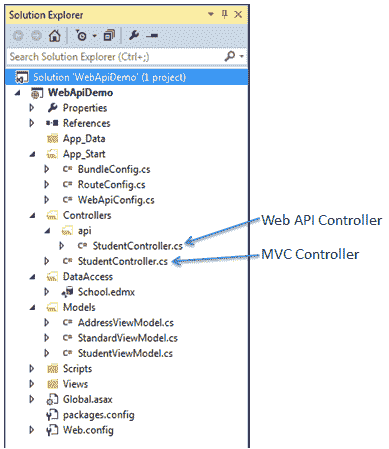 Solution Explorer
Search Solution Explorer (Ctrl+;)
Solution 'WebApiDemo' (1 project)
WebApiDemo
Properties
References
App_Data
App_Start
BundleConfig.cs
RouteConfig.cs
WebApiConfig.cs
Controllers
api
StudentController.cs
Web API Controller
StudentController.cs
MVC Controller
DataAccess
School.edmx
Models
AddressViewModel.cs
StandardViewModel.cs
StudentViewModel.cs
Scripts
Views
Global.asax
packages.config
Web.config